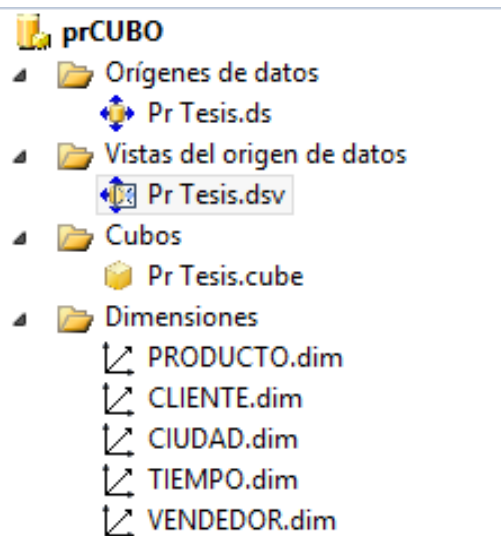 prCUBO
Orígenes de datos
Pr Tesis.ds
Vistas del origen de datos
Pr Tesis.dsv
Cubos
Pr Tesis.cube
Dimensiones
PRODUCTO.dim
CLIENTE.dim
CIUDAD.dim
TIEMPO.dim
VENDEDOR.dim